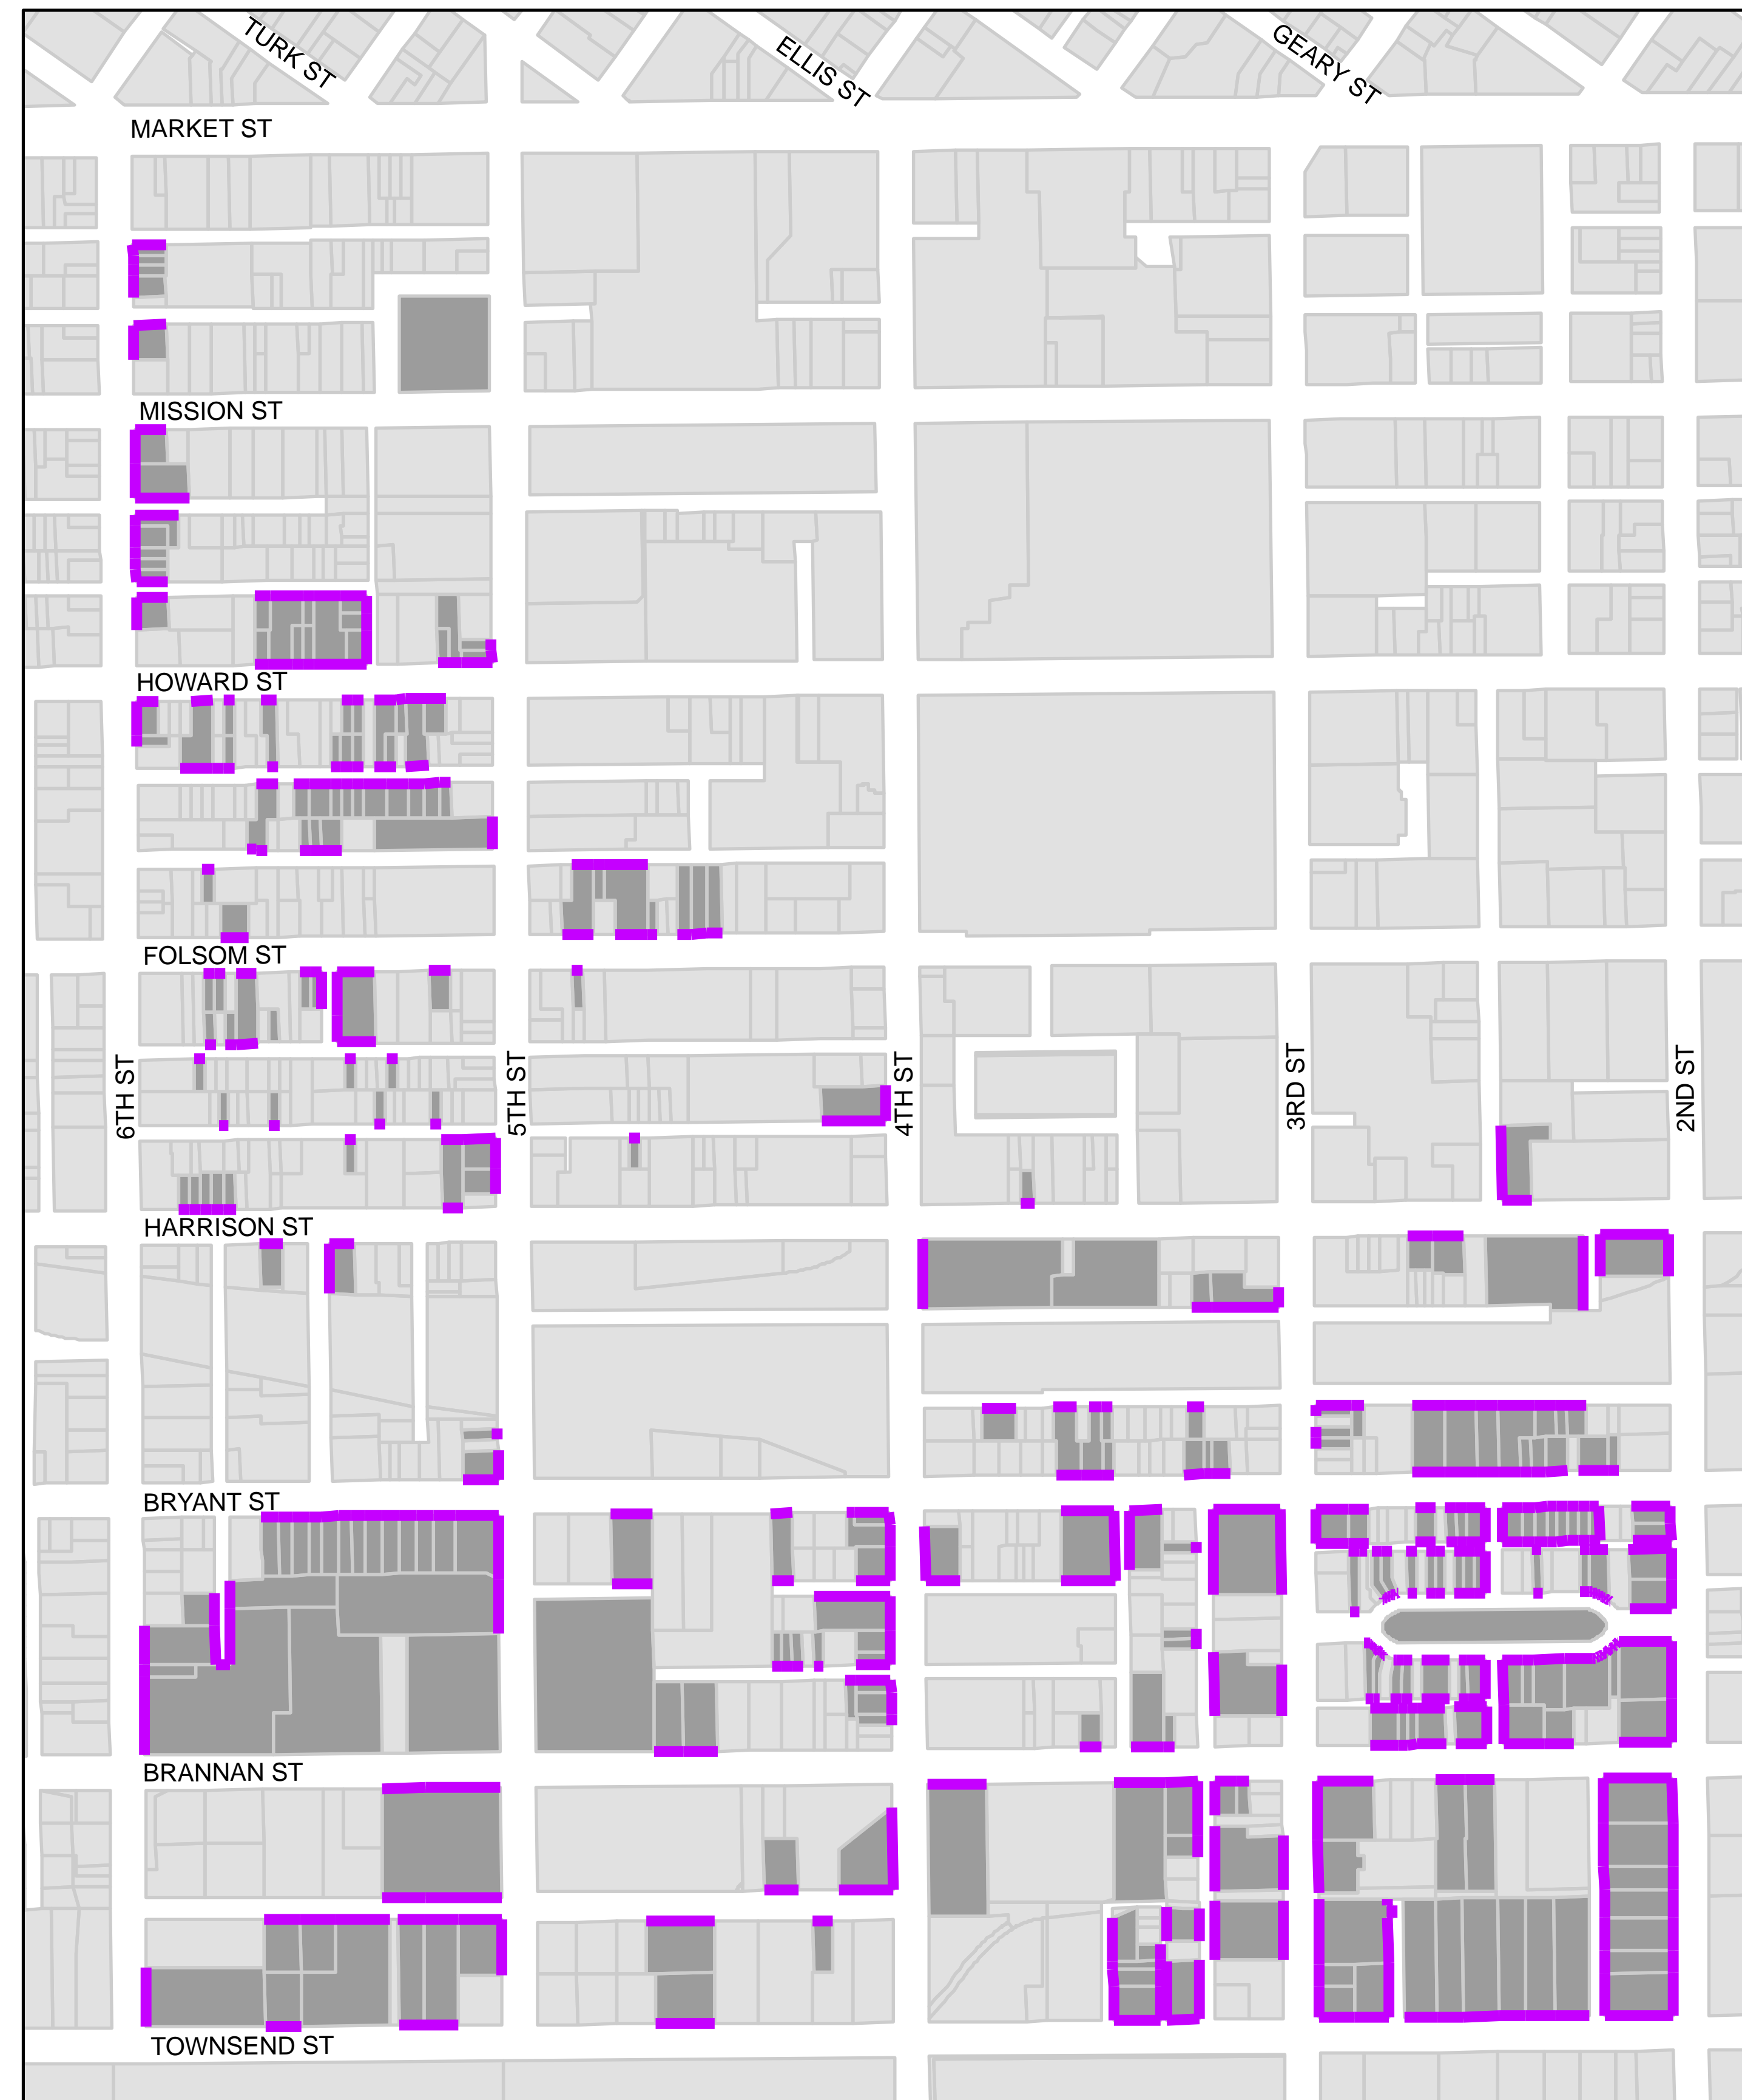 TURK ST
ELLIS ST
GEARY ST
MARKET ST
MISSION ST
HOWARD ST
FOLSOM ST
6TH ST
5TH ST
4TH ST
3RD ST
2ND ST
HARRISON ST
BRYANT ST
BRANNAN ST
TOWNSEND ST